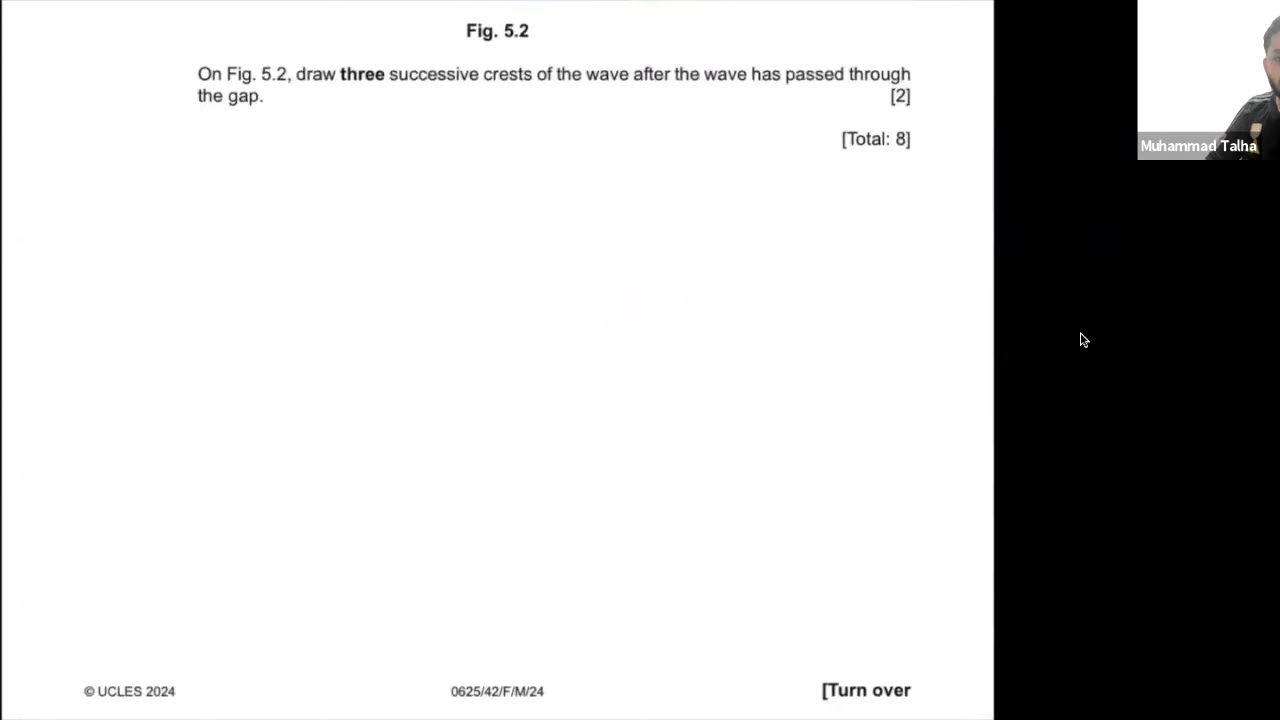 Fig. 5.2
On Fig. 5.2, draw three successive crests of the wave after the wave has passed through
the gap. [2]
[Total: 8]
Muhammad Talha
© UCLES 2024 0625/42/F/M/24 [Turn over